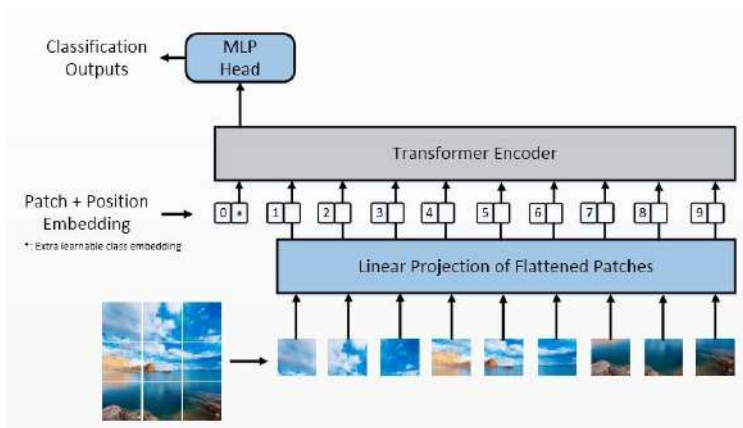 Classification
Outputs
MLP
Head
Transformer Encoder
Patch + Position
Embedding
*: Extra learnable class embedding
0 * 1 2 3 4 5 6 7 8 9
Linear Projection of Flattened Patches